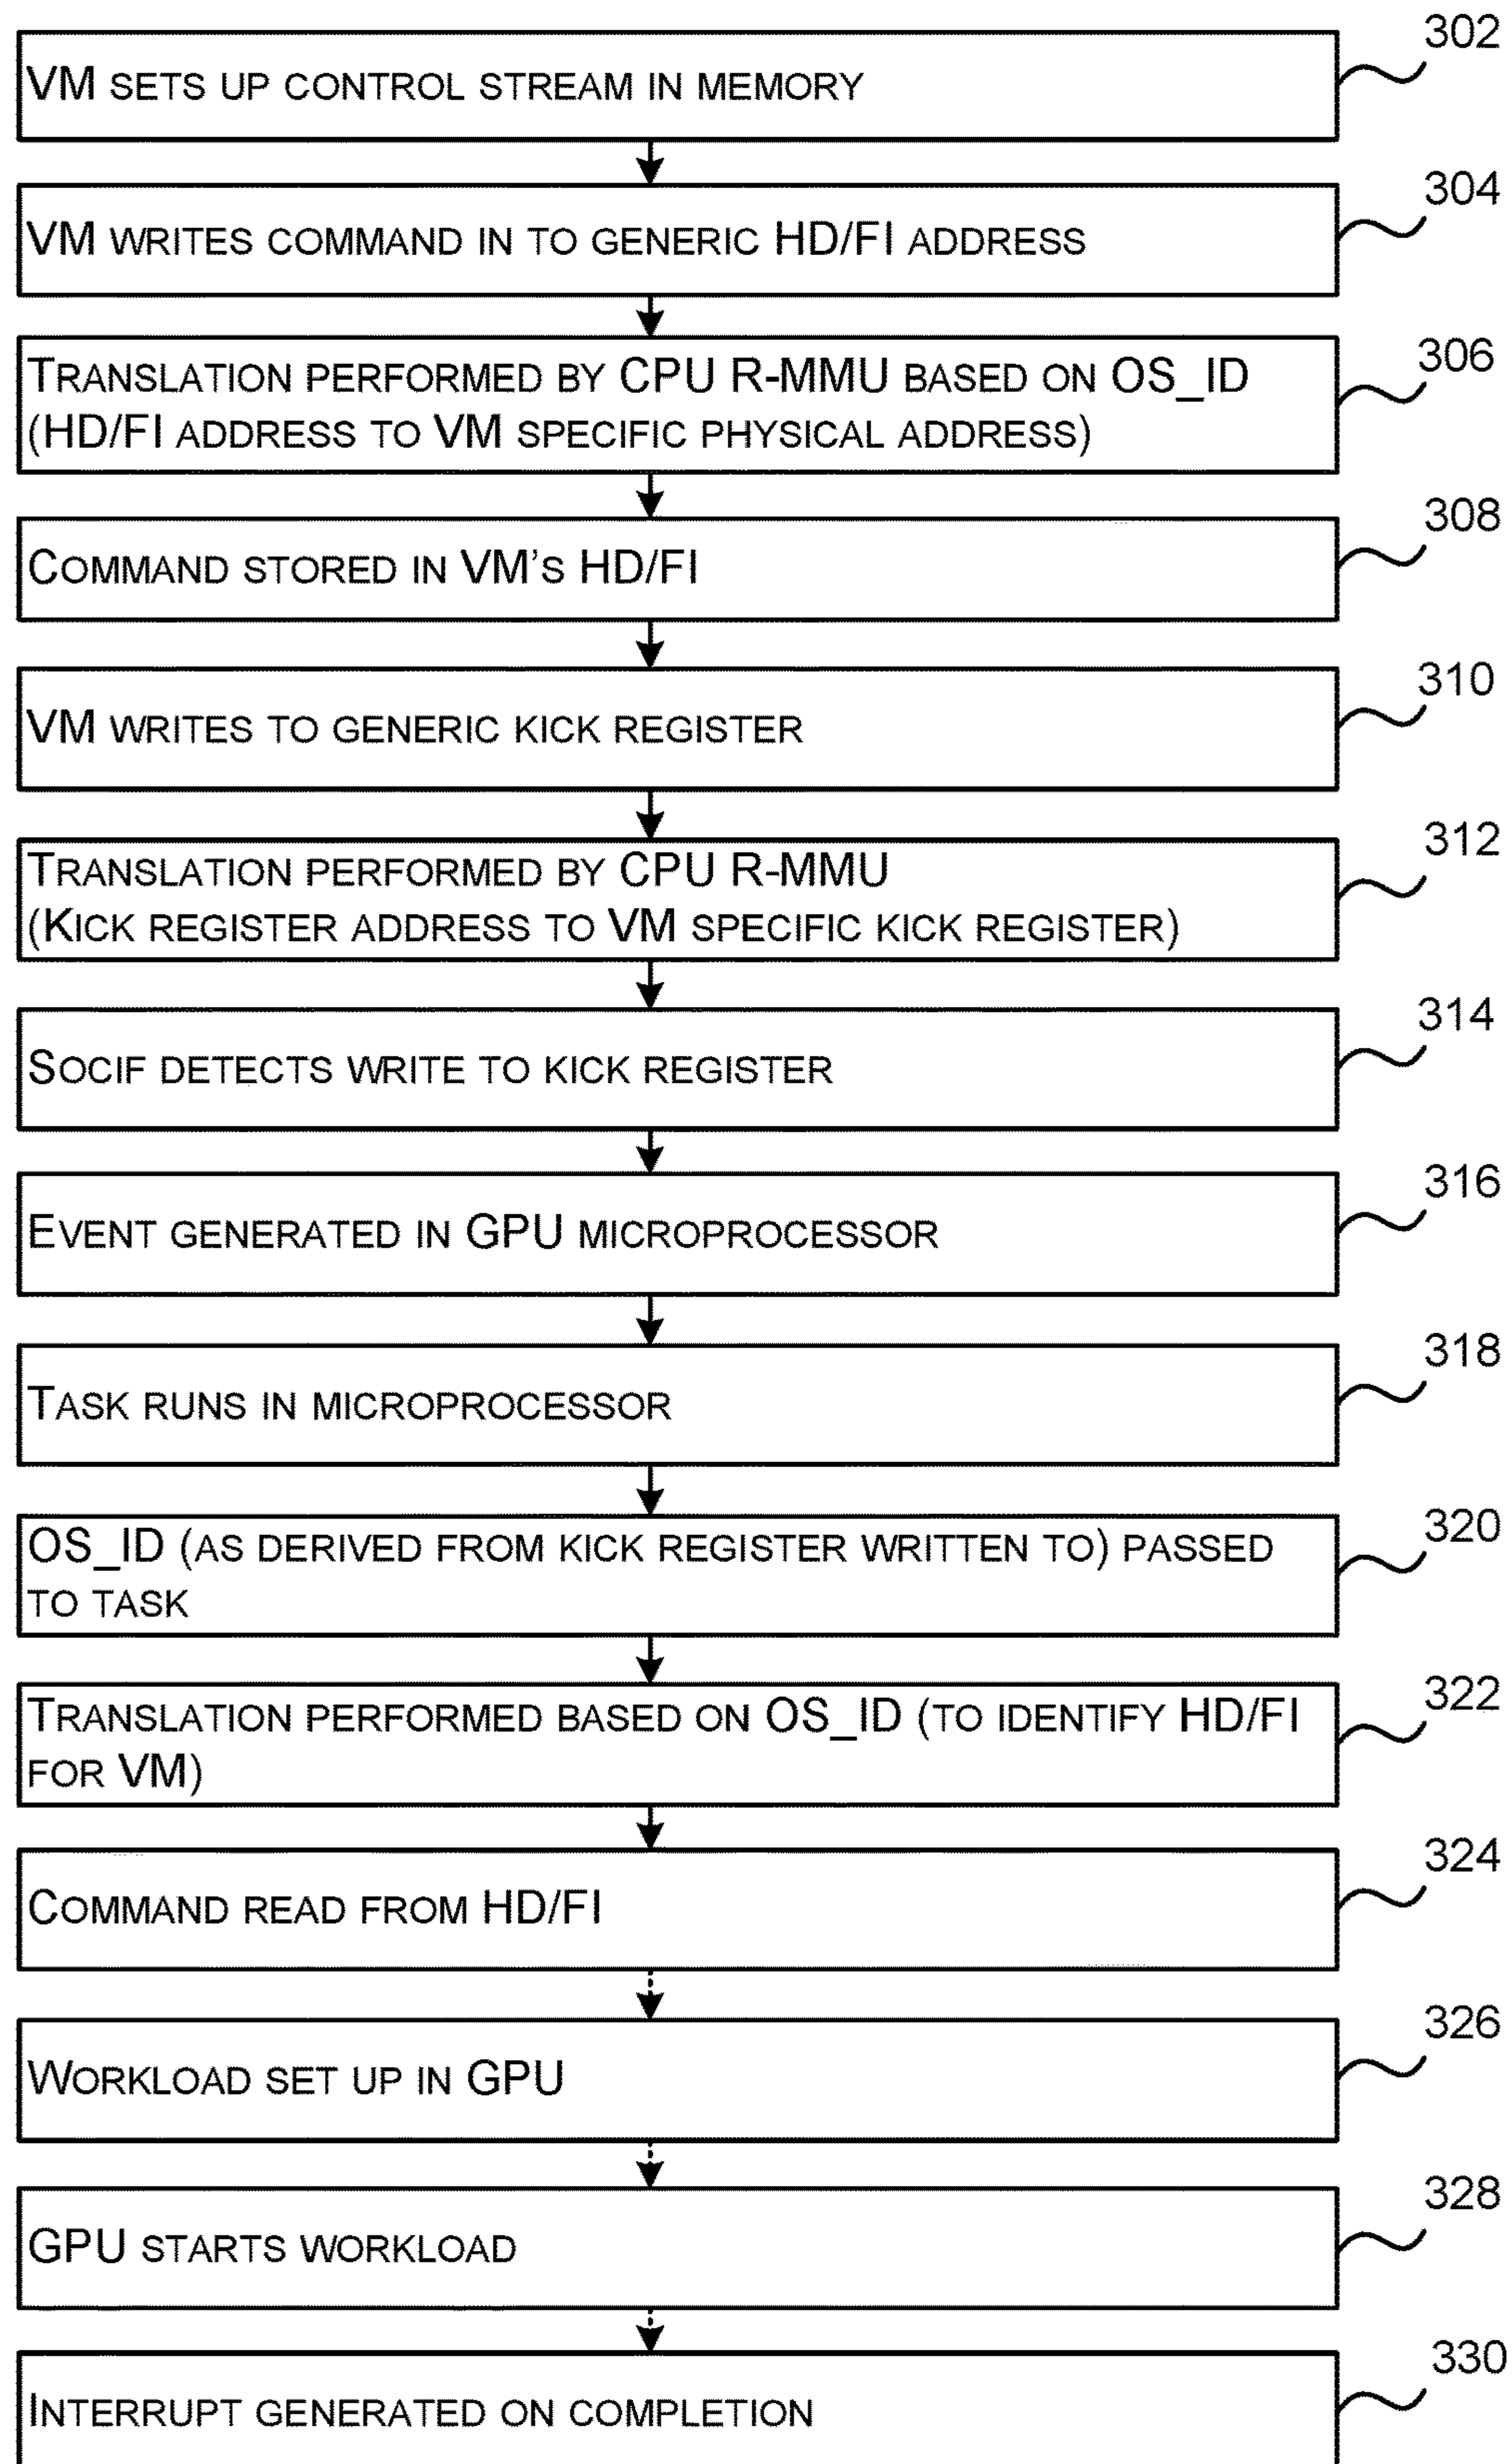 302
VM SETS UP CONTROL STREAM IN MEMORY
304
VM WRITES COMMAND IN TO GENERIC HD/FI ADDRESS
306
TRANSLATION PERFORMED BY CPU R-MMU BASED ON OS_ID
(HD/FI ADDRESS TO VM SPECIFIC PHYSICAL ADDRESS)
308
COMMAND STORED IN VM'S HD/FI
310
VM WRITES TO GENERIC KICK REGISTER
312
TRANSLATION PERFORMED BY CPU R-MMU
(KICK REGISTER ADDRESS TO VM SPECIFIC KICK REGISTER)
314
SOCIF DETECTS WRITE TO KICK REGISTER
316
EVENT GENERATED IN GPU MICROPROCESSOR
318
TASK RUNS IN MICROPROCESSOR
320
OS_ID (AS DERIVED FROM KICK REGISTER WRITTEN TO) PASSED
TO TASK
322
TRANSLATION PERFORMED BASED ON OS_ID (TO IDENTIFY HD/FI
FOR VM)
324
COMMAND READ FROM HD/FI
326
WORKLOAD SET UP IN GPU
328
GPU STARTS WORKLOAD
330
INTERRUPT GENERATED ON COMPLETION